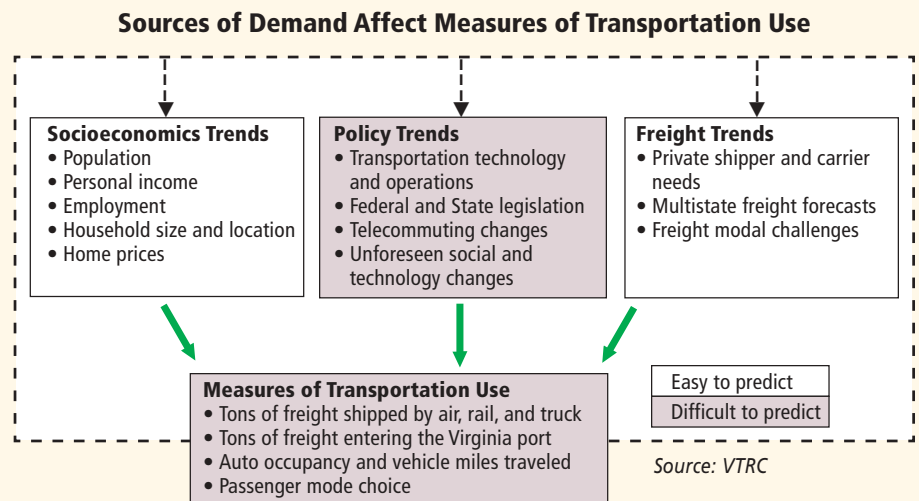 Sources of Demand Affect Measures of Transportation Use
Socioeconomics Trends
• Population
• Personal income
• Employment
• Household size and location
• Home prices
Policy Trends
• Transportation technology
and operations
• Federal and State legislation
• Telecommuting changes
• Unforeseen social and
technology changes
Freight Trends
• Private shipper and carrier
needs
• Multistate freight forecasts
• Freight modal challenges
Measures of Transportation Use
• Tons of freight shipped by air, rail, and truck
• Tons of freight entering the Virginia port
• Auto occupancy and vehicle miles traveled
• Passenger mode choice
Easy to predict
Difficult to predict
Source: VTRC